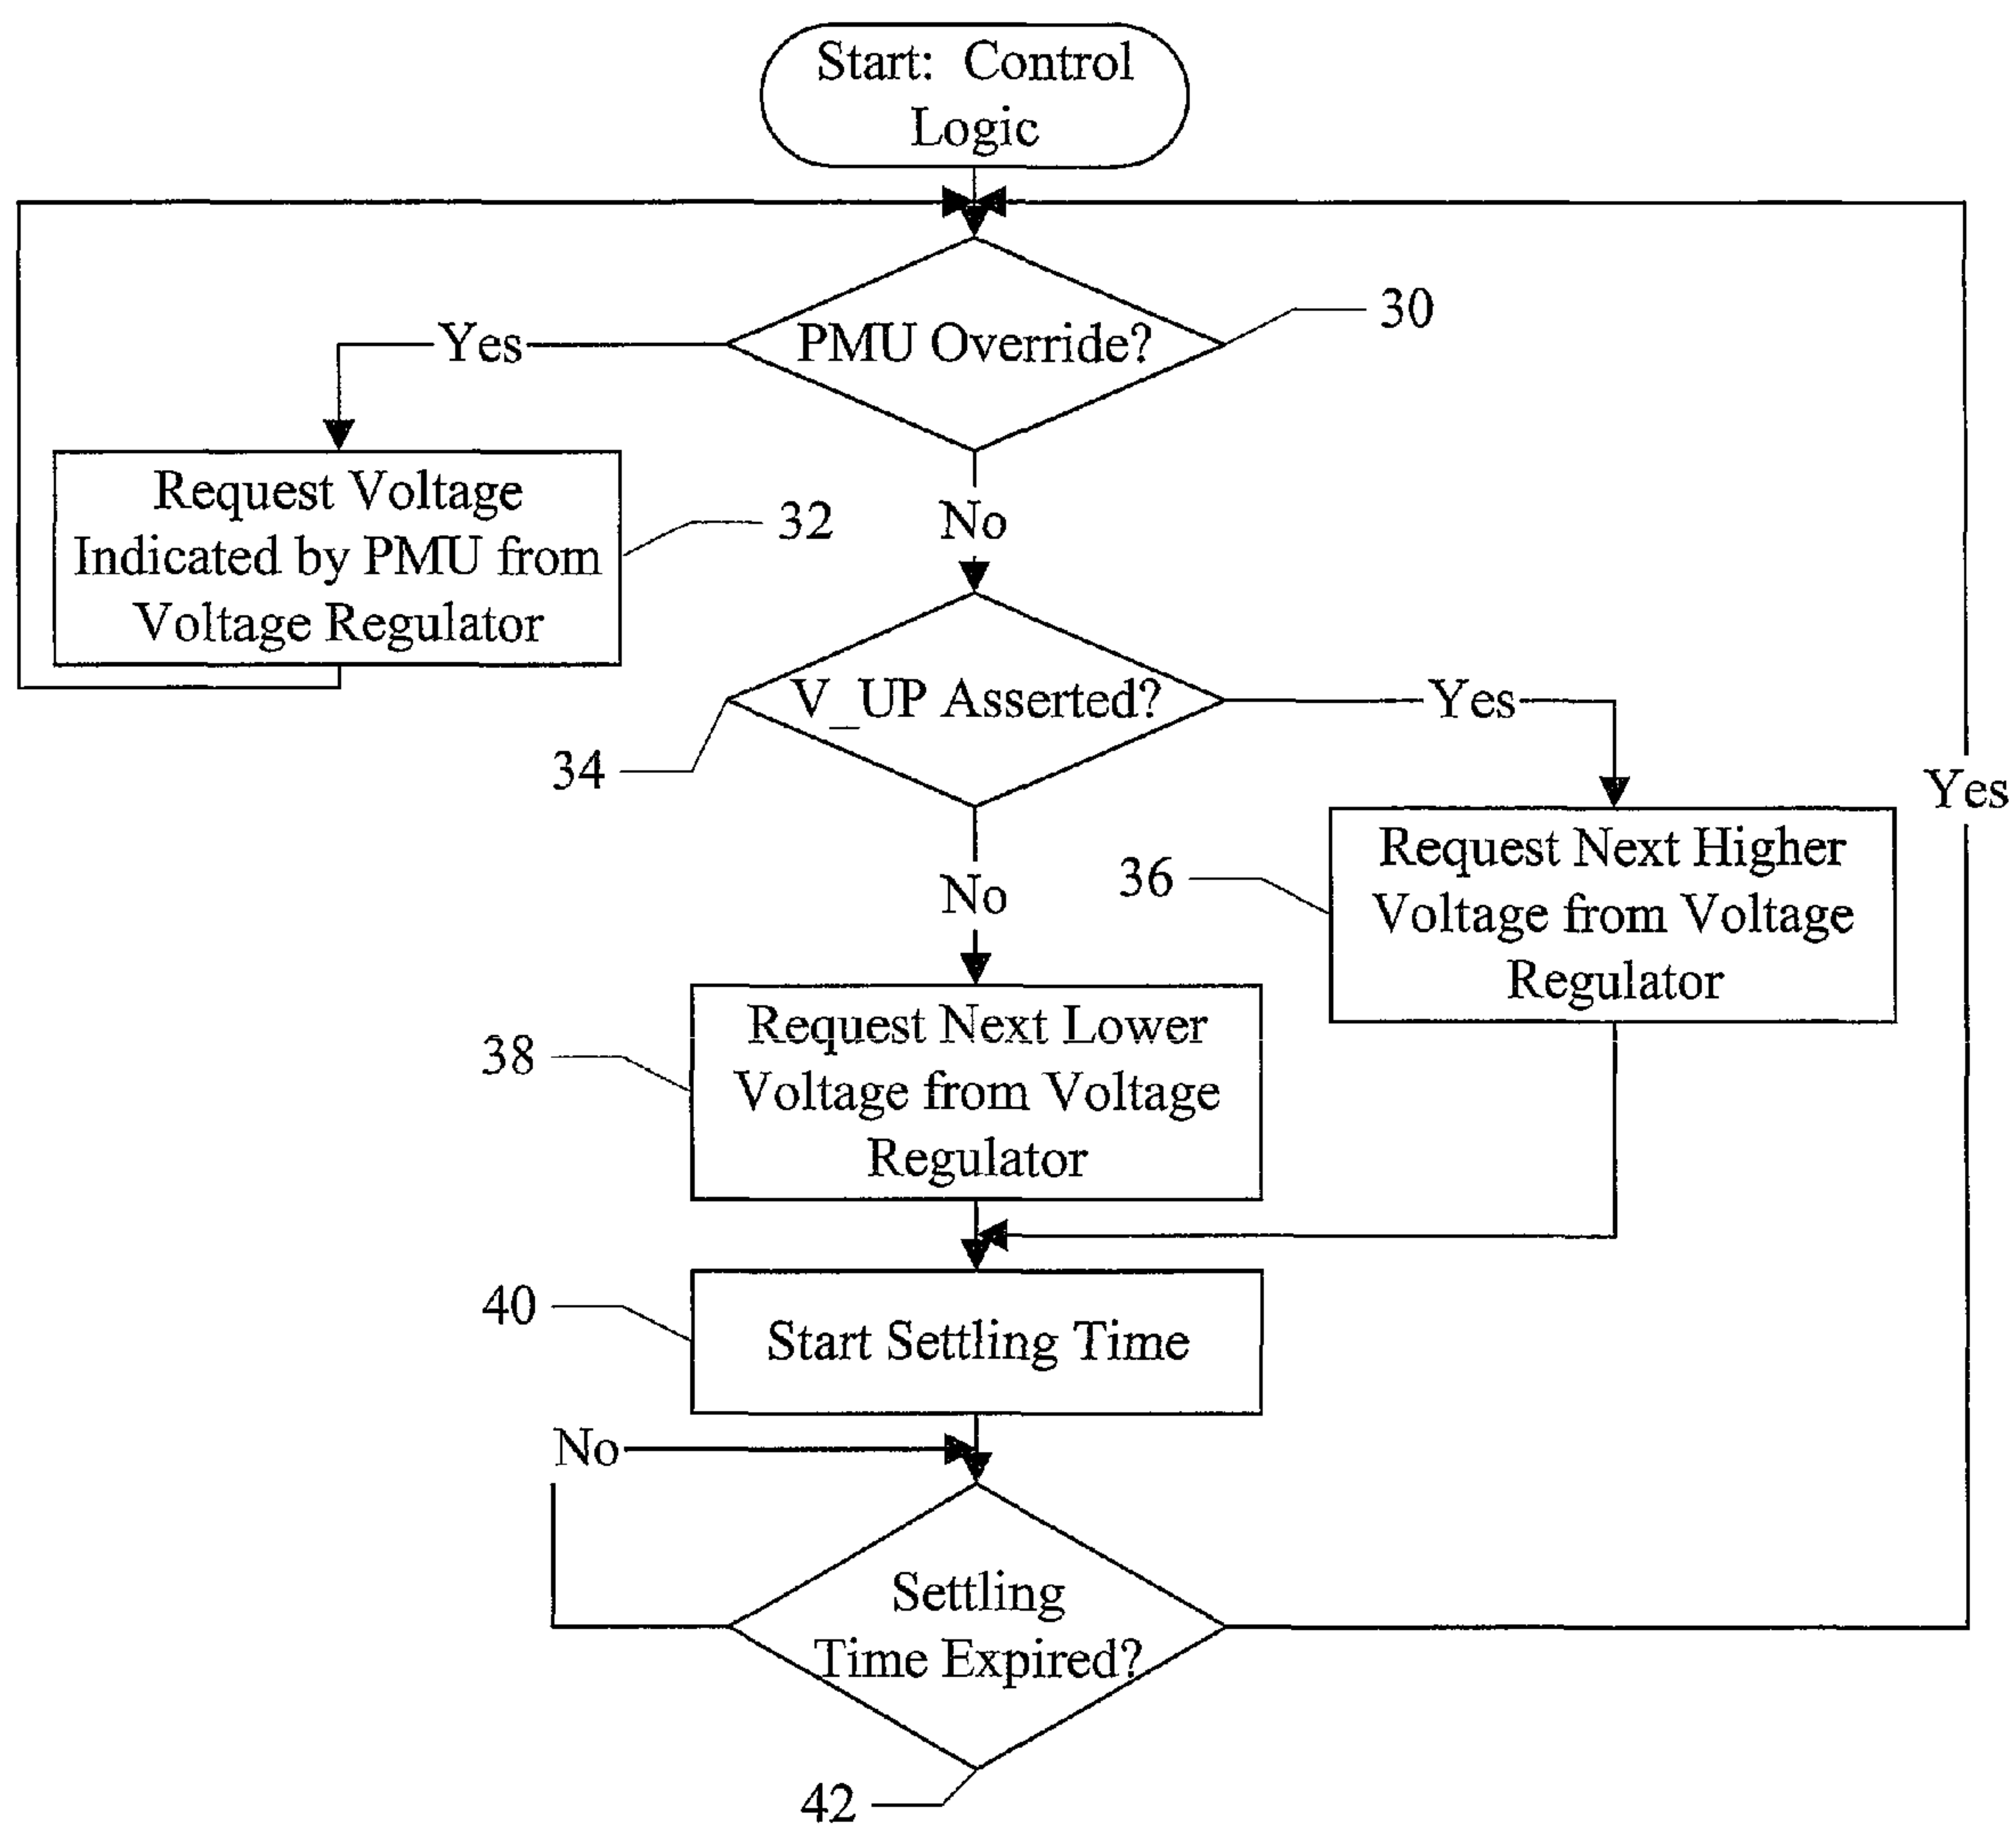 Start: Control
Logic
30
Yes
PMU Override?
Request Voltage
Indicated by PMU from
Voltage Regulator
32
No
V_UP Asserted?
Yes
34
Yes
Request Next Higher
Voltage from Voltage
Regulator
36
No
Request Next Lower
Voltage from Voltage
Regulator
38
40
Start Settling Time
No
Settling
Time Expired?
42